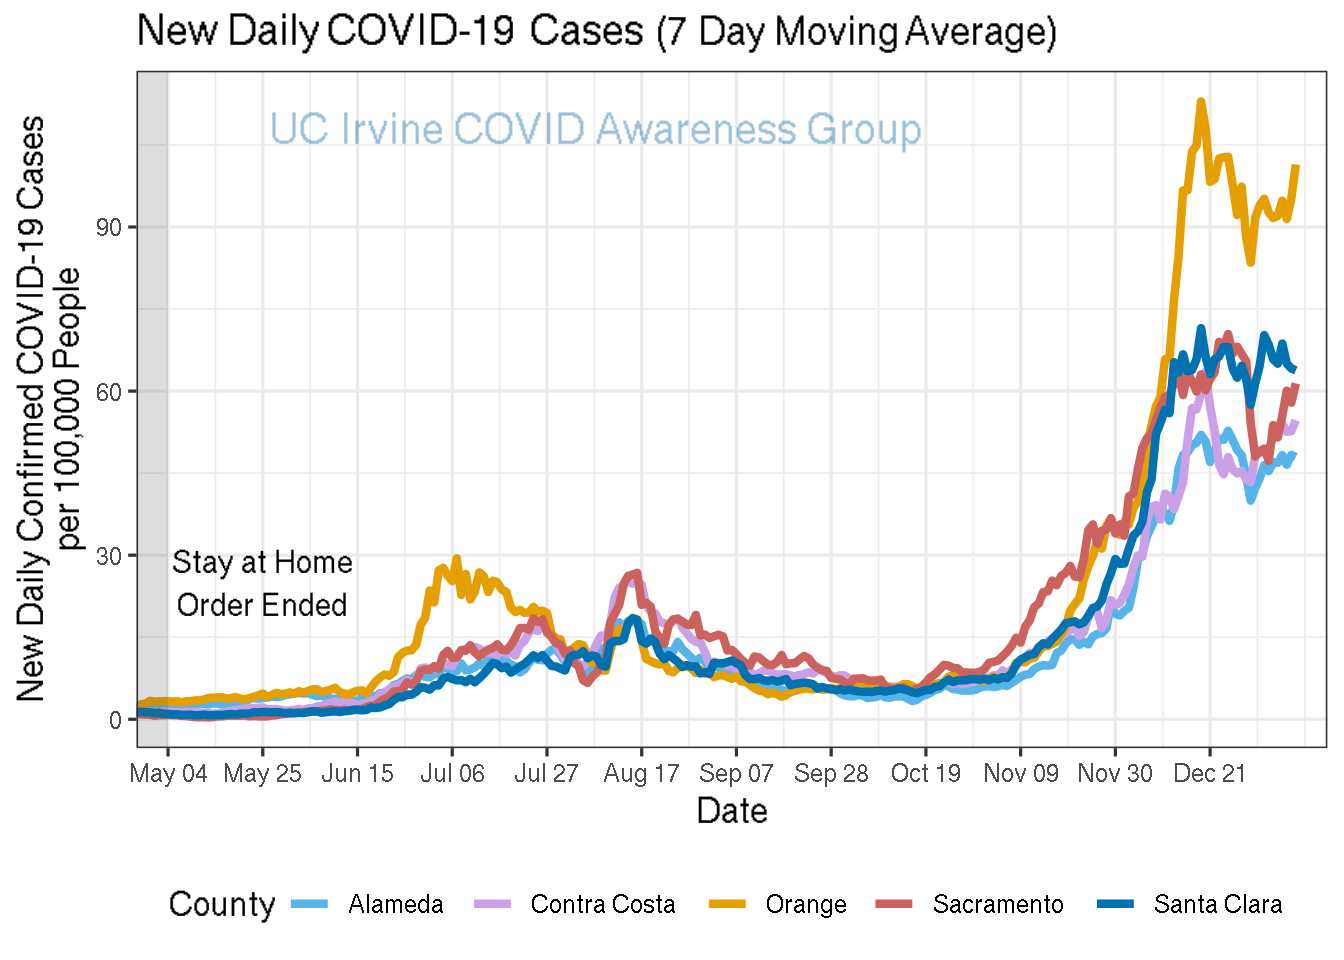 New Daily COVID-19 Cases (7 Day Moving Average)
UC Irvine COVID Awareness Group
New Daily Confirmed COVID-19 Cases
per 100,000 People
90
60
30
0
Stay at Home
Order Ended
May 04 May 25 Jun 15 Jul 06 Jul 27 Aug 17 Sep 07 Sep 28 Oct 19 Nov 09 Nov 30 Dec 21
Date
County Alameda Contra Costa Orange Sacramento Santa Clara